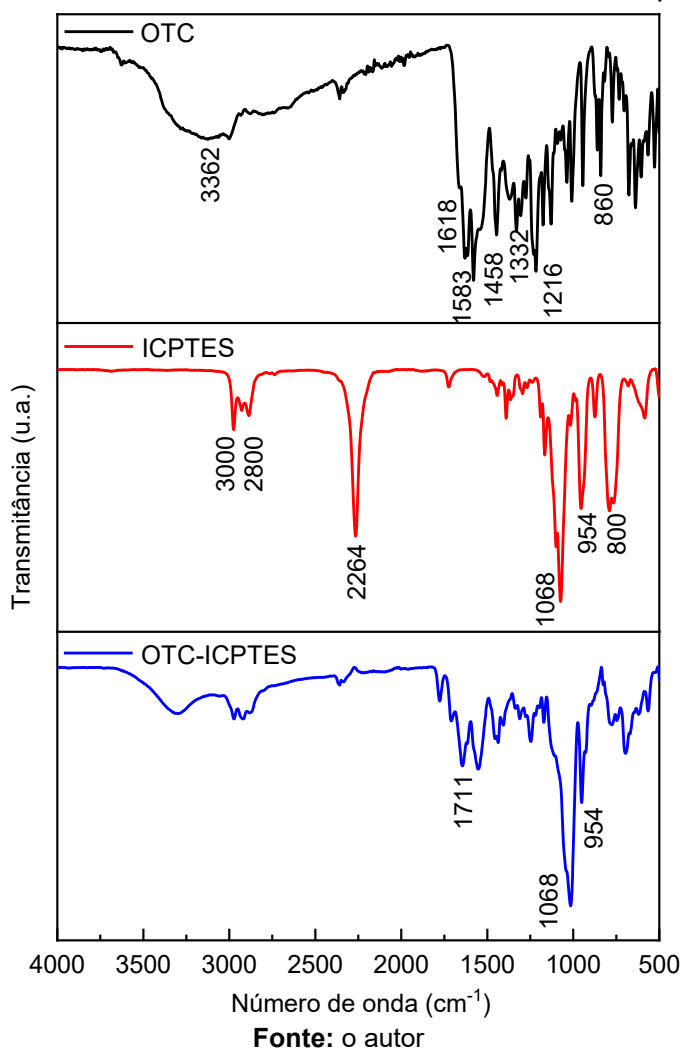 OTC
3362
1618
1583
1458
1332
1216
860
ICPTES
3000
2800
2264
1068
954
800
OTC-ICPTES
1711
1068
954
Transmitância (u.a.)
4000 3500 3000 2500 2000 1500 1000 500
Número de onda (cm⁻¹)
Fonte: o autor